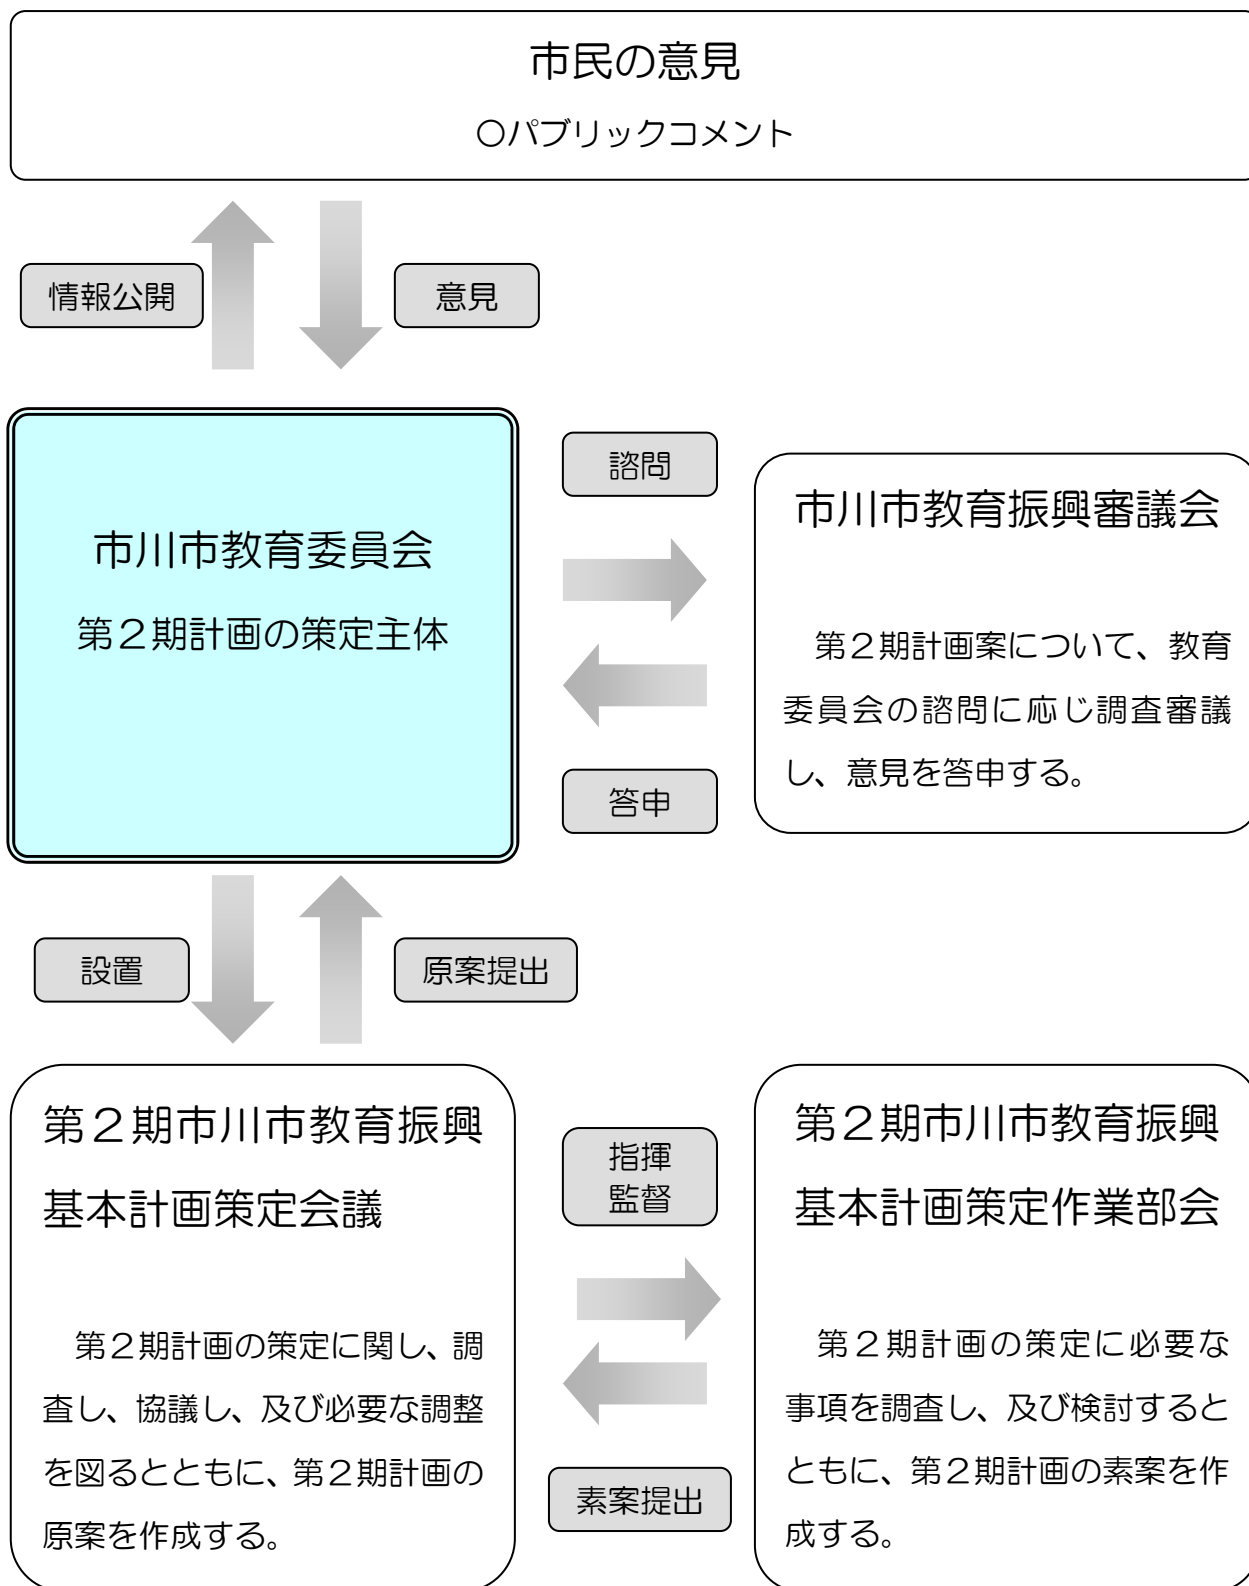 市民の意見
〇パブリックコメント
情報公開
意見
市川市教育委員会
第２期計画の策定主体
諮問
答申
市川市教育振興審議会
第２期計画案について、教育
委員会の諮問に応じ調査審議
し、意見を答申する。
設置
原案提出
第２期市川市教育振興
基本計画策定会議
第２期計画の策定に関し、調
査し、協議し、及び必要な調整
を図るとともに、第２期計画の
原案を作成する。
指揮
監督
素案提出
第２期市川市教育振興
基本計画策定作業部会
第２期計画の策定に必要な
事項を調査し、及び検討すると
ともに、第２期計画の素案を作
成する。